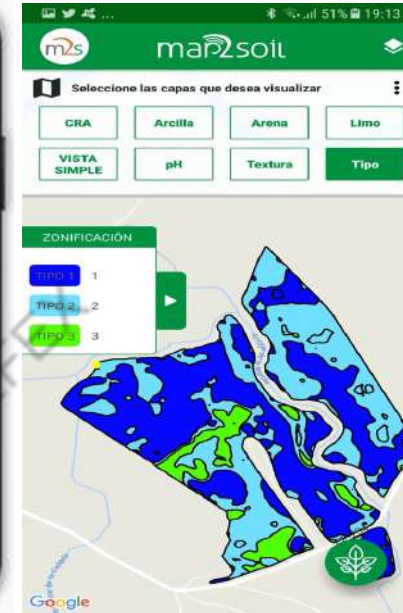 51% 19:13
m2s map2soil
Seleccione las capas que desea visualizar
CRA Arcilla Arena Limo
VISTA SIMPLE pH Textura Tipo
ZONIFICACIÓN
TIPO 1 1
TIPO 2 2
TIPO 3 3
Google